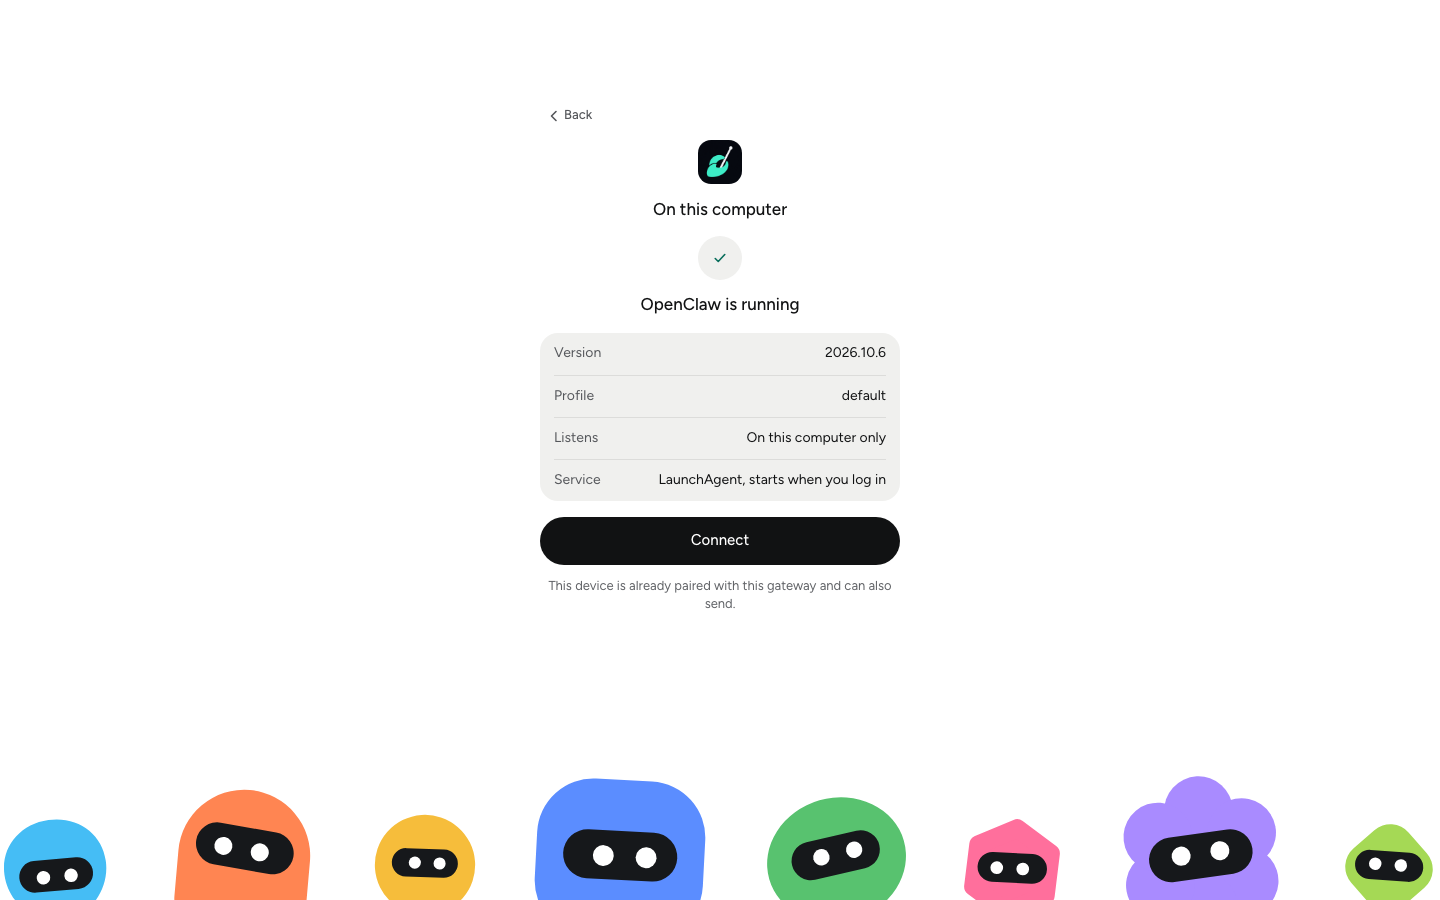 Back
On this computer
OpenClaw is running
Version 2026.10.6
Profile default
Listens On this computer only
Service LaunchAgent, starts when you log in
Connect
This device is already paired with this gateway and can also
send.